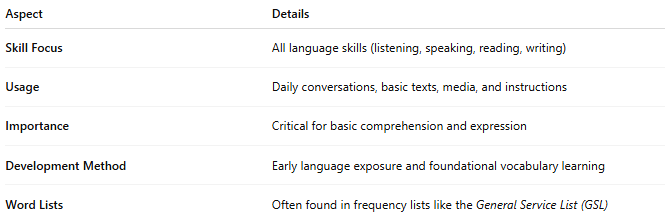 Aspect Details
Skill Focus All language skills (listening, speaking, reading, writing)
Usage Daily conversations, basic texts, media, and instructions
Importance Critical for basic comprehension and expression
Development Method Early language exposure and foundational vocabulary learning
Word Lists Often found in frequency lists like the General Service List (GSL)